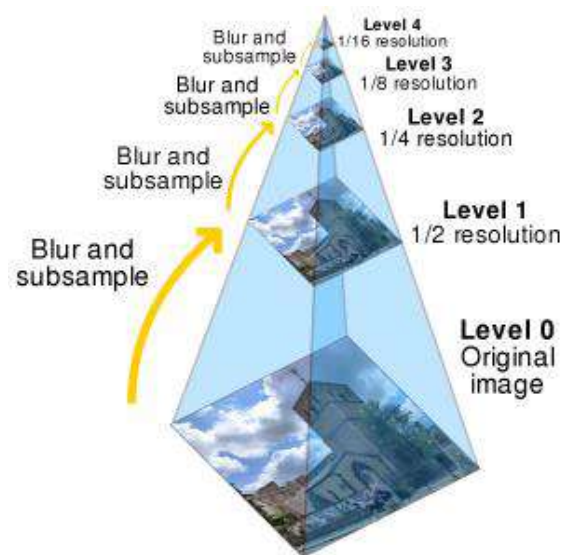 Level 4
1/16 resolution
Blur and
subsample
Level 3
1/8 resolution
Blur and
subsample
Level 2
1/4 resolution
Blur and
subsample
Level 1
1/2 resolution
Blur and
subsample
Level 0
Original
image